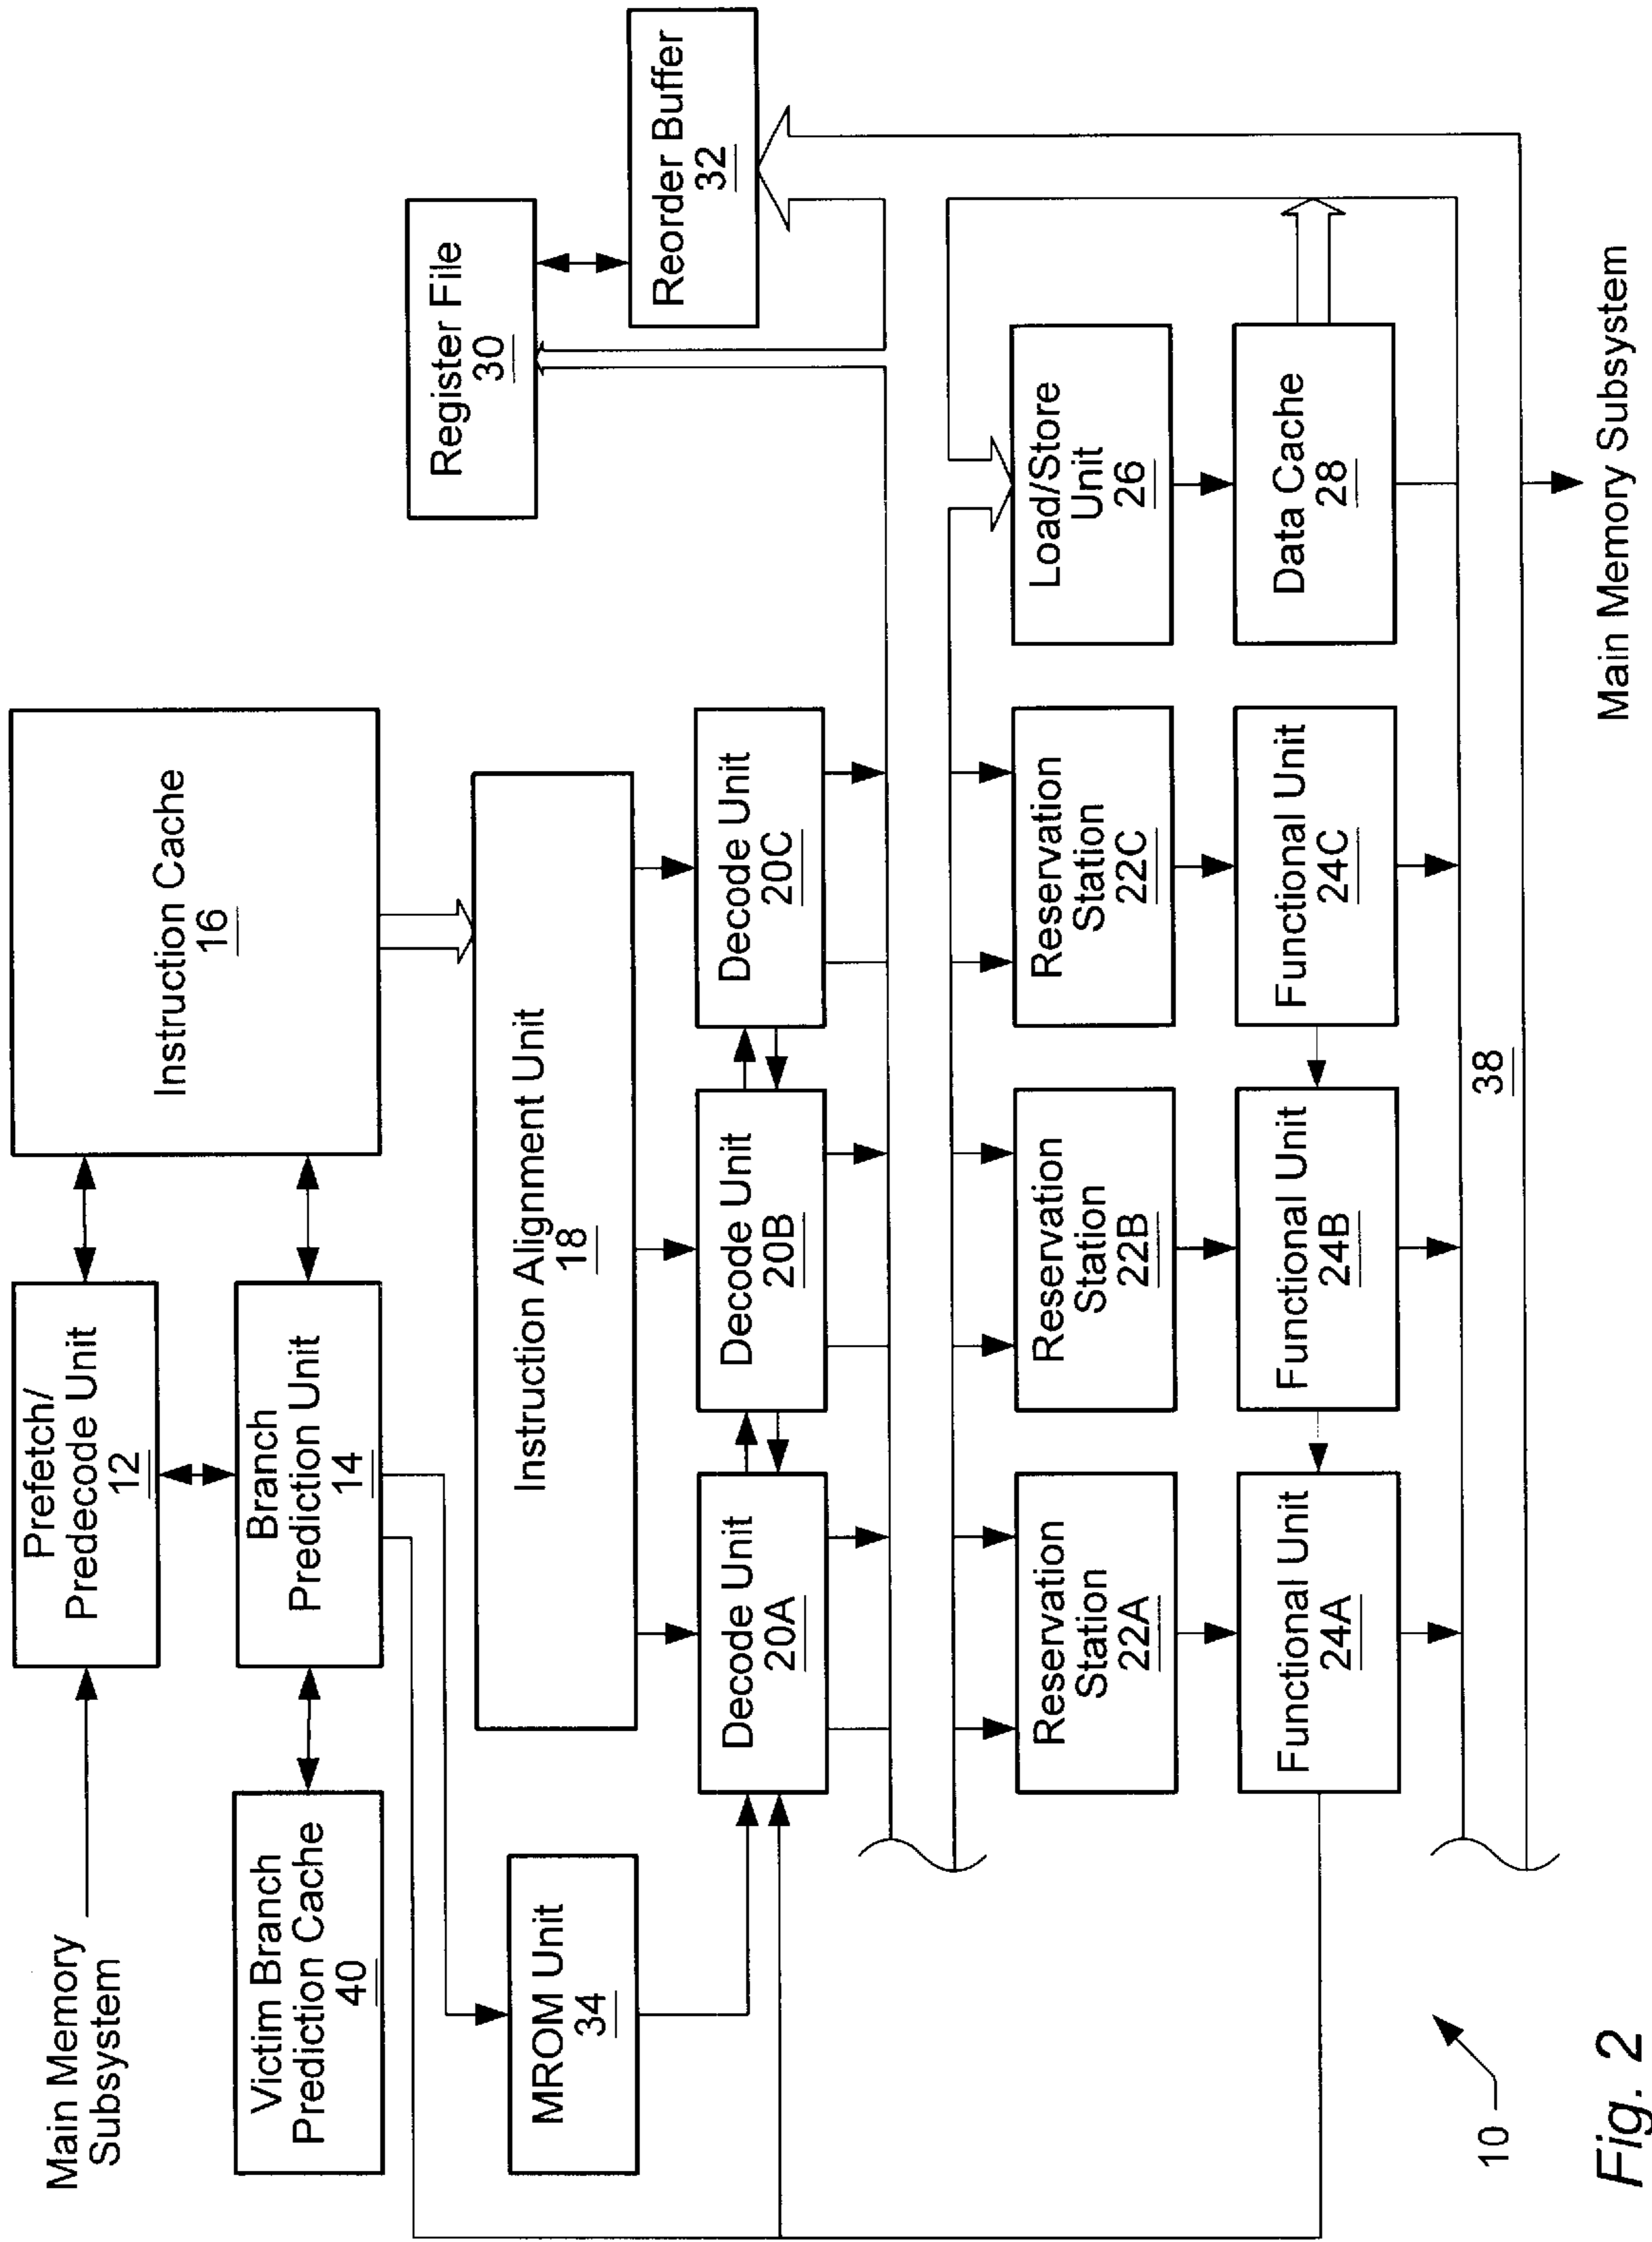 Main Memory
Subsystem
Prefetch/
Predecode Unit
12
Instruction Cache
16
Victim Branch
Prediction Cache
40
Branch
Prediction Unit
14
Register File
30
MROM Unit
34
Instruction Alignment Unit
18
Reorder Buffer
32
Decode Unit
20A
Decode Unit
20B
Decode Unit
20C
Reservation
Station
22A
Reservation
Station
22B
Reservation
Station
22C
Load/Store
Unit
26
Functional Unit
24A
Functional Unit
24B
Functional Unit
24C
Data Cache
28
38
10
Main Memory Subsystem
Fig. 2